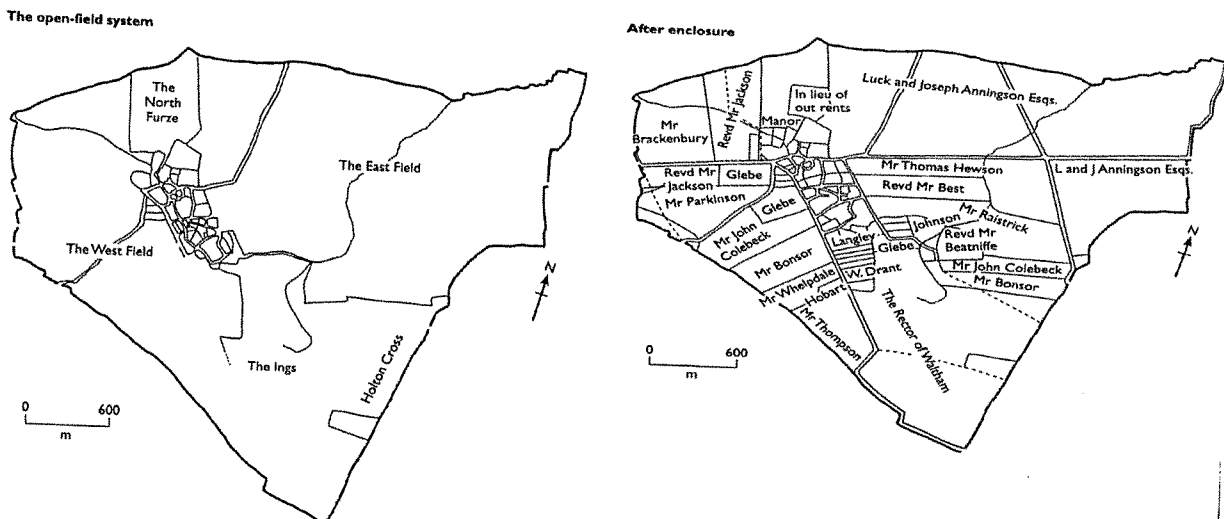 The open-field system
The
North
Furze
The East Field
The West Field
The Ings
Holton Cross
N
0 600
m
After enclosure
Luck and Joseph Anningson Esqs.
In lieu of
out rents
Revd Mr Jackson
Manor
Mr
Brackenbury
Mr Thomas Hewson
L and J Anningson Esqs.
Revd Mr
Jackson
Glebe
Revd Mr Best
Mr Parkinson
Glebe
Mr Raistrick
Johnson
Mr John
Colebeck
Langley
Glebe
Revd Mr
Beatniffe
Mr Bonsor
Mr John Colebeck
W. Drant
Mr Whelpdale
Mr Bonsor
Hobart
Mr Thompson
The Rector of Waltham
N
0 600
m